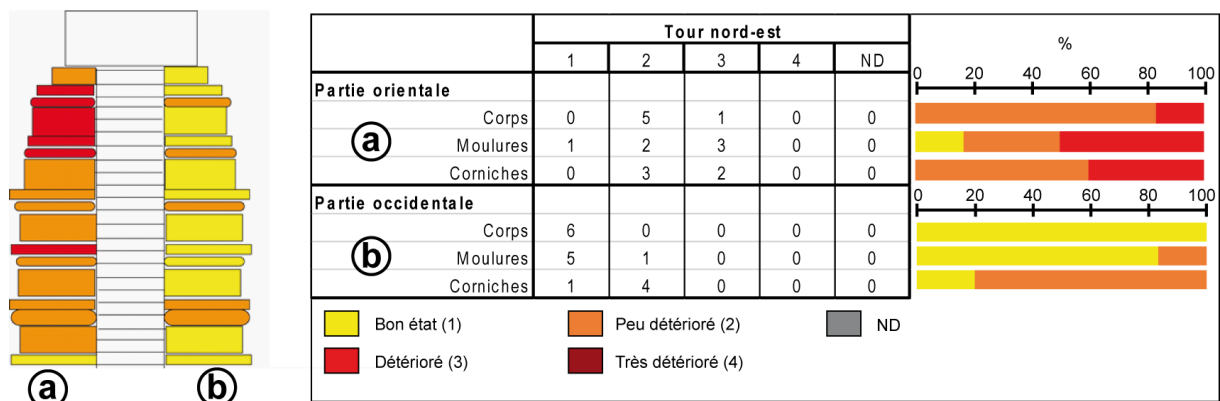 Tour nord-est
1 2 3 4 ND
%
0 20 40 60 80 100
Partie orientale
a
Corps 0 5 1 0 0
Moulures 1 2 3 0 0
Corniches 0 3 2 0 0
Partie occidentale
0 20 40 60 80 100
b
Corps 6 0 0 0 0
Moulures 5 1 0 0 0
Corniches 1 4 0 0 0
Bon état (1) Peu détérioré (2) ND
Détérioré (3) Très détérioré (4)
a b